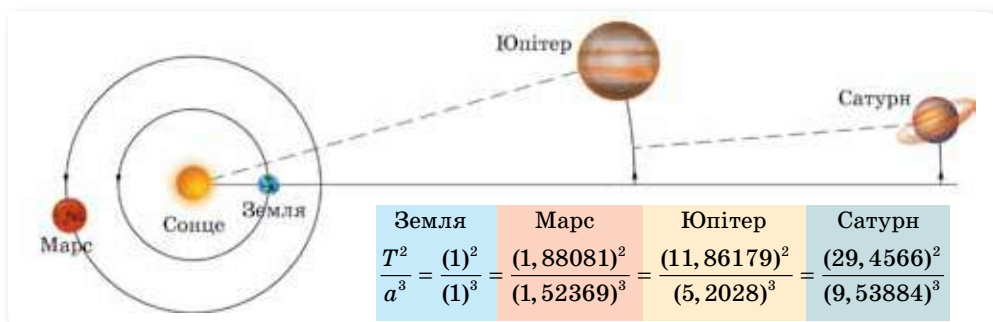 Юпітер
Сатурн
Сонце
Земля
Марс
Земля Марс Юпітер Сатурн
T²/a³ = (1)²/(1)³ = (1,88081)²/(1,52369)³ = (11,86179)²/(5,2028)³ = (29,4566)²/(9,53884)³